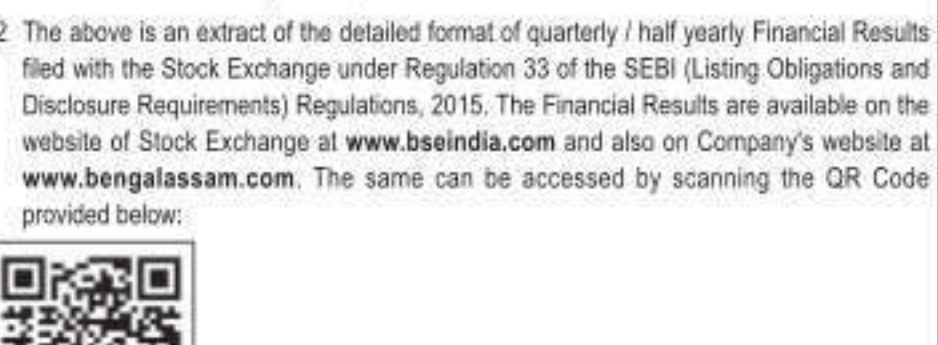 2 The above is an extract of the detailed format of quarterly / half yearly Financial Results
filed with the Stock Exchange under Regulation 33 of the SEBI (Listing Obligations and
Disclosure Requirements) Regulations, 2015. The Financial Results are available on the
website of Stock Exchange at www.bseindia.com and also on Company's website at
www.bengalassam.com. The same can be accessed by scanning the QR Code
provided below: